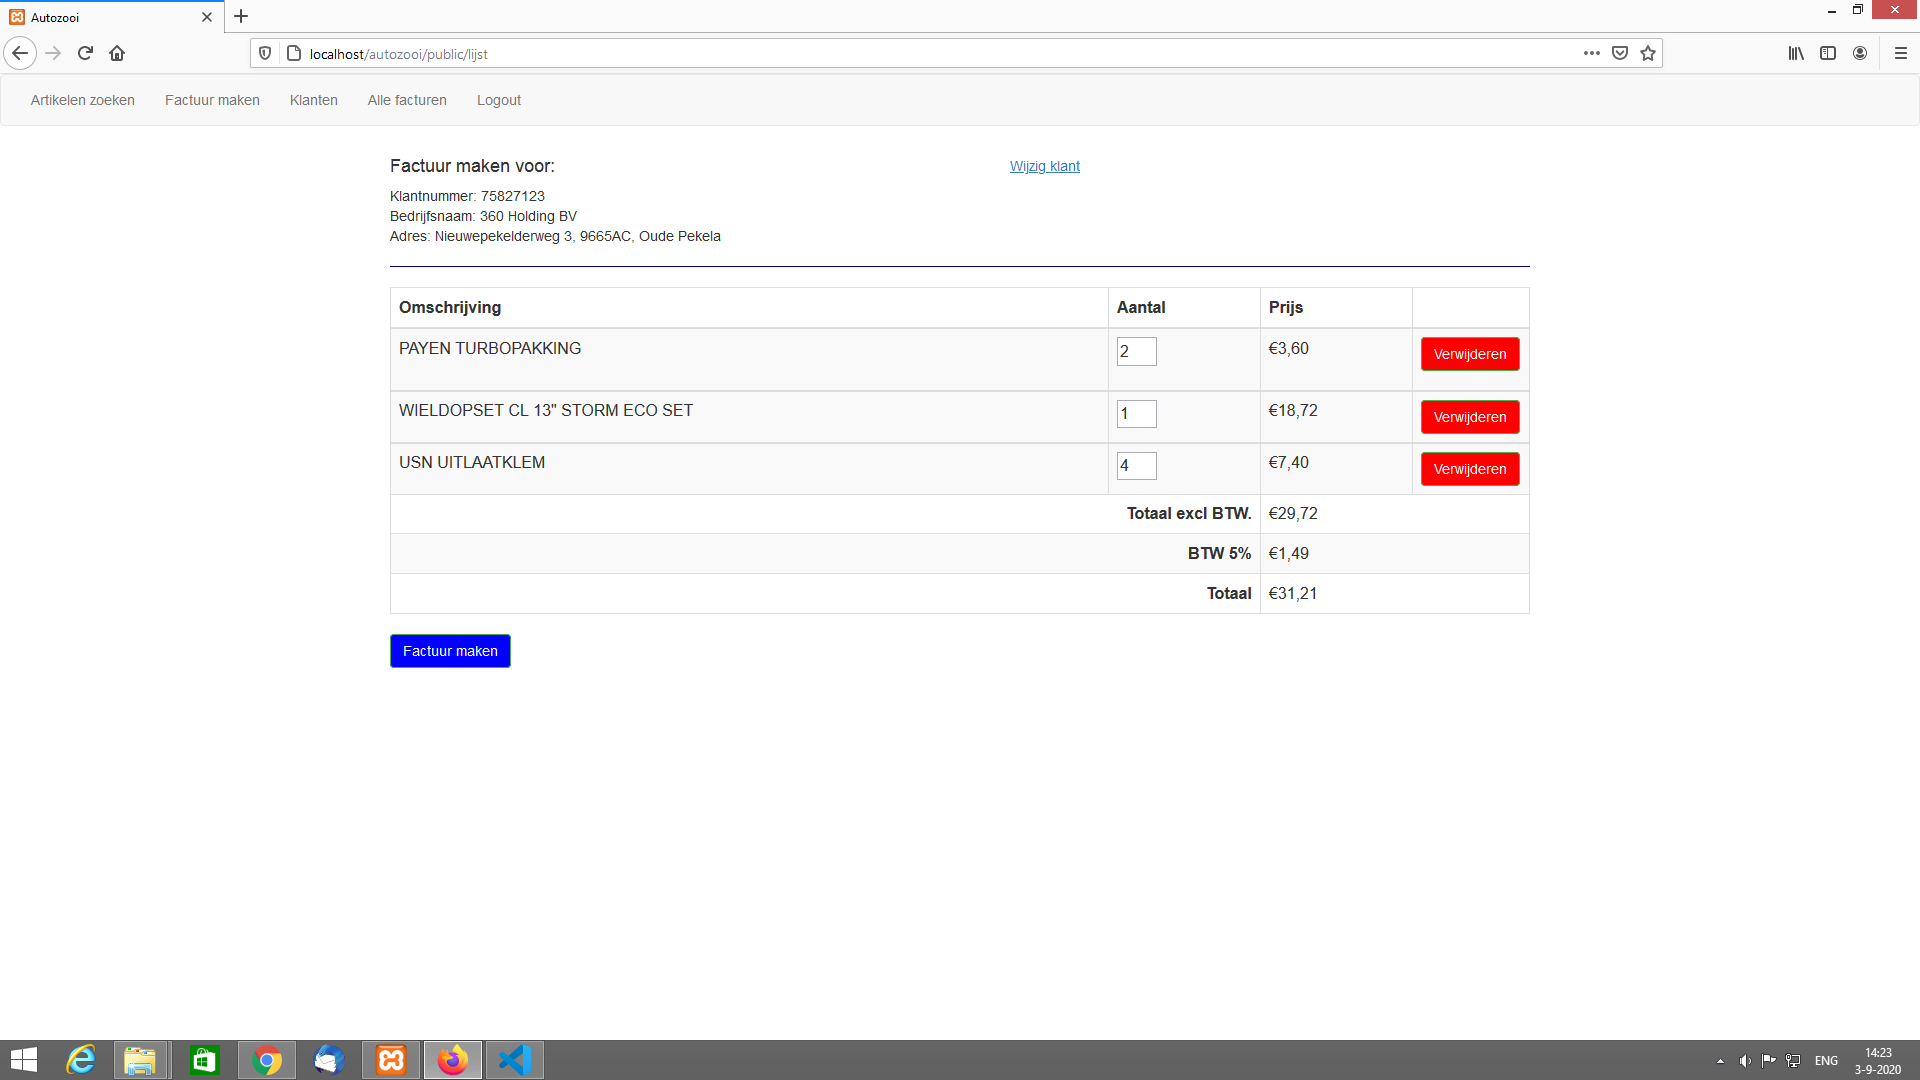 Autozooi
localhost/autozooi/public/lijst
Artikelen zoeken Factuur maken Klanten Alle facturen Logout
Factuur maken voor: Wijzig klant
Klantnummer: 75827123
Bedrijfsnaam: 360 Holding BV
Adres: Nieuwepekelderweg 3, 9665AC, Oude Pekela
Omschrijving Aantal Prijs
PAYEN TURBOPAKKING 2 €3,60 Verwijderen
WIELDOPSET CL 13" STORM ECO SET 1 €18,72 Verwijderen
USN UITLAATKLEM 4 €7,40 Verwijderen
Totaal excl BTW. €29,72
BTW 5% €1,49
Totaal €31,21
Factuur maken
ENG 14:23
3-9-2020